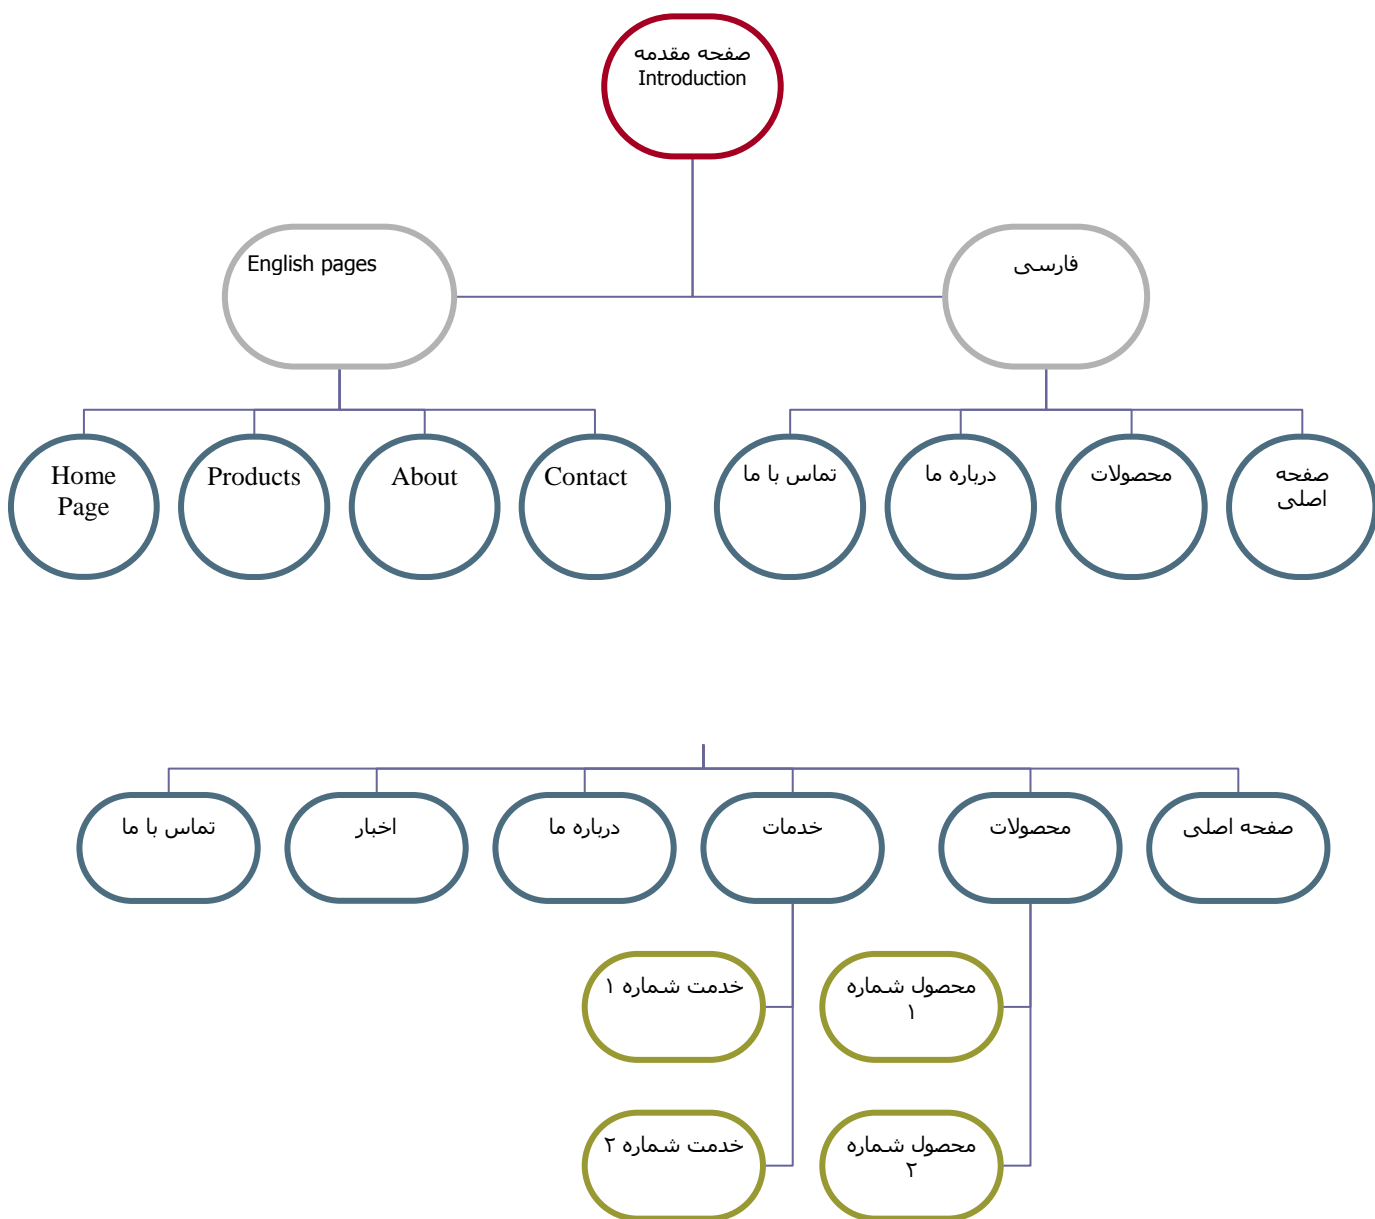 صفحه مقدمه
Introduction
English pages
فارسی
Home
Page
Products
About
Contact
تماس با ما
درباره ما
محصولات
صفحه
اصلی
تماس با ما
اخبار
درباره ما
خدمات
محصولات
صفحه اصلی
خدمت شماره ۱
محصول شماره
۱
خدمت شماره ۲
محصول شماره
۲